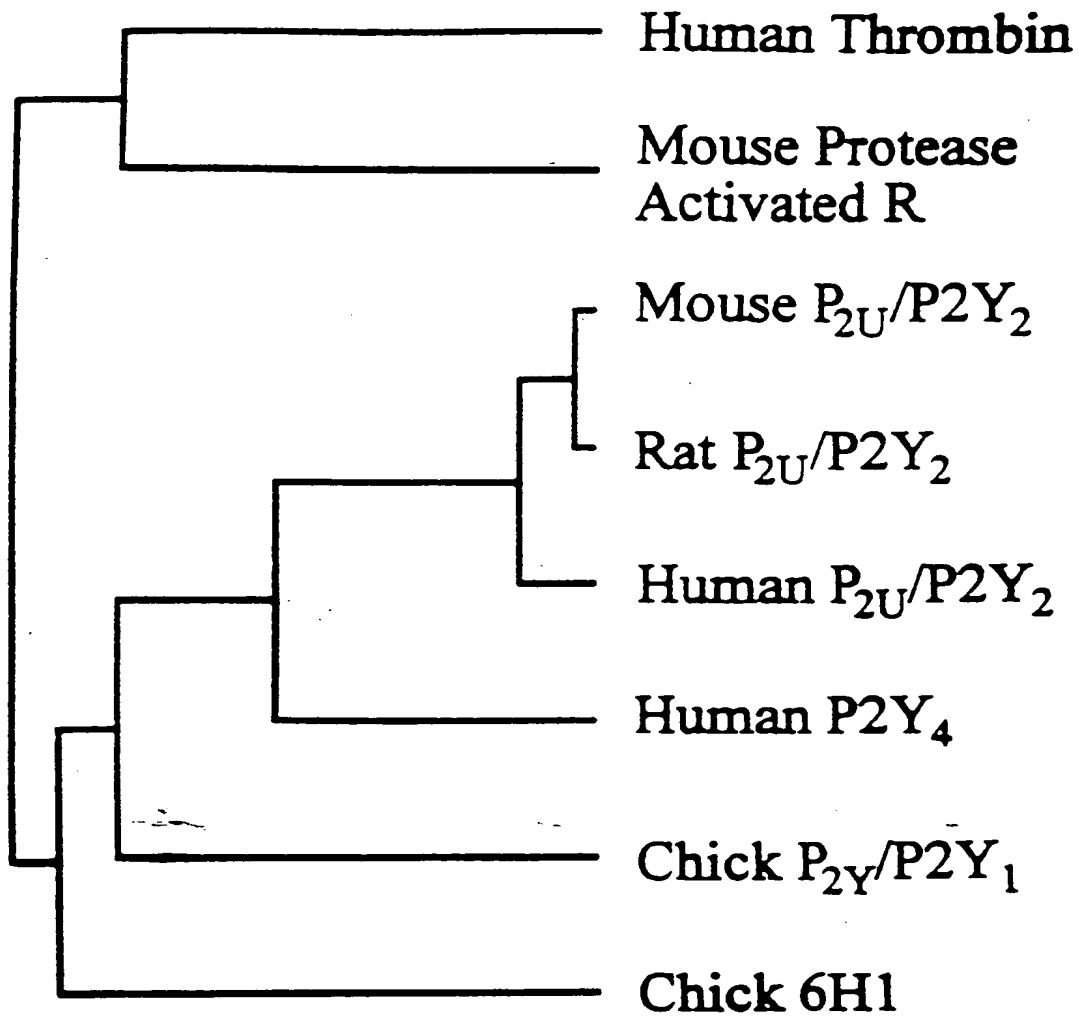 Human Thrombin
Mouse Protease
Activated R
Mouse P₂U/P2Y₂
Rat P₂U/P2Y₂
Human P₂U/P2Y₂
Human P2Y₄
Chick P₂Y/P2Y₁
Chick 6H1